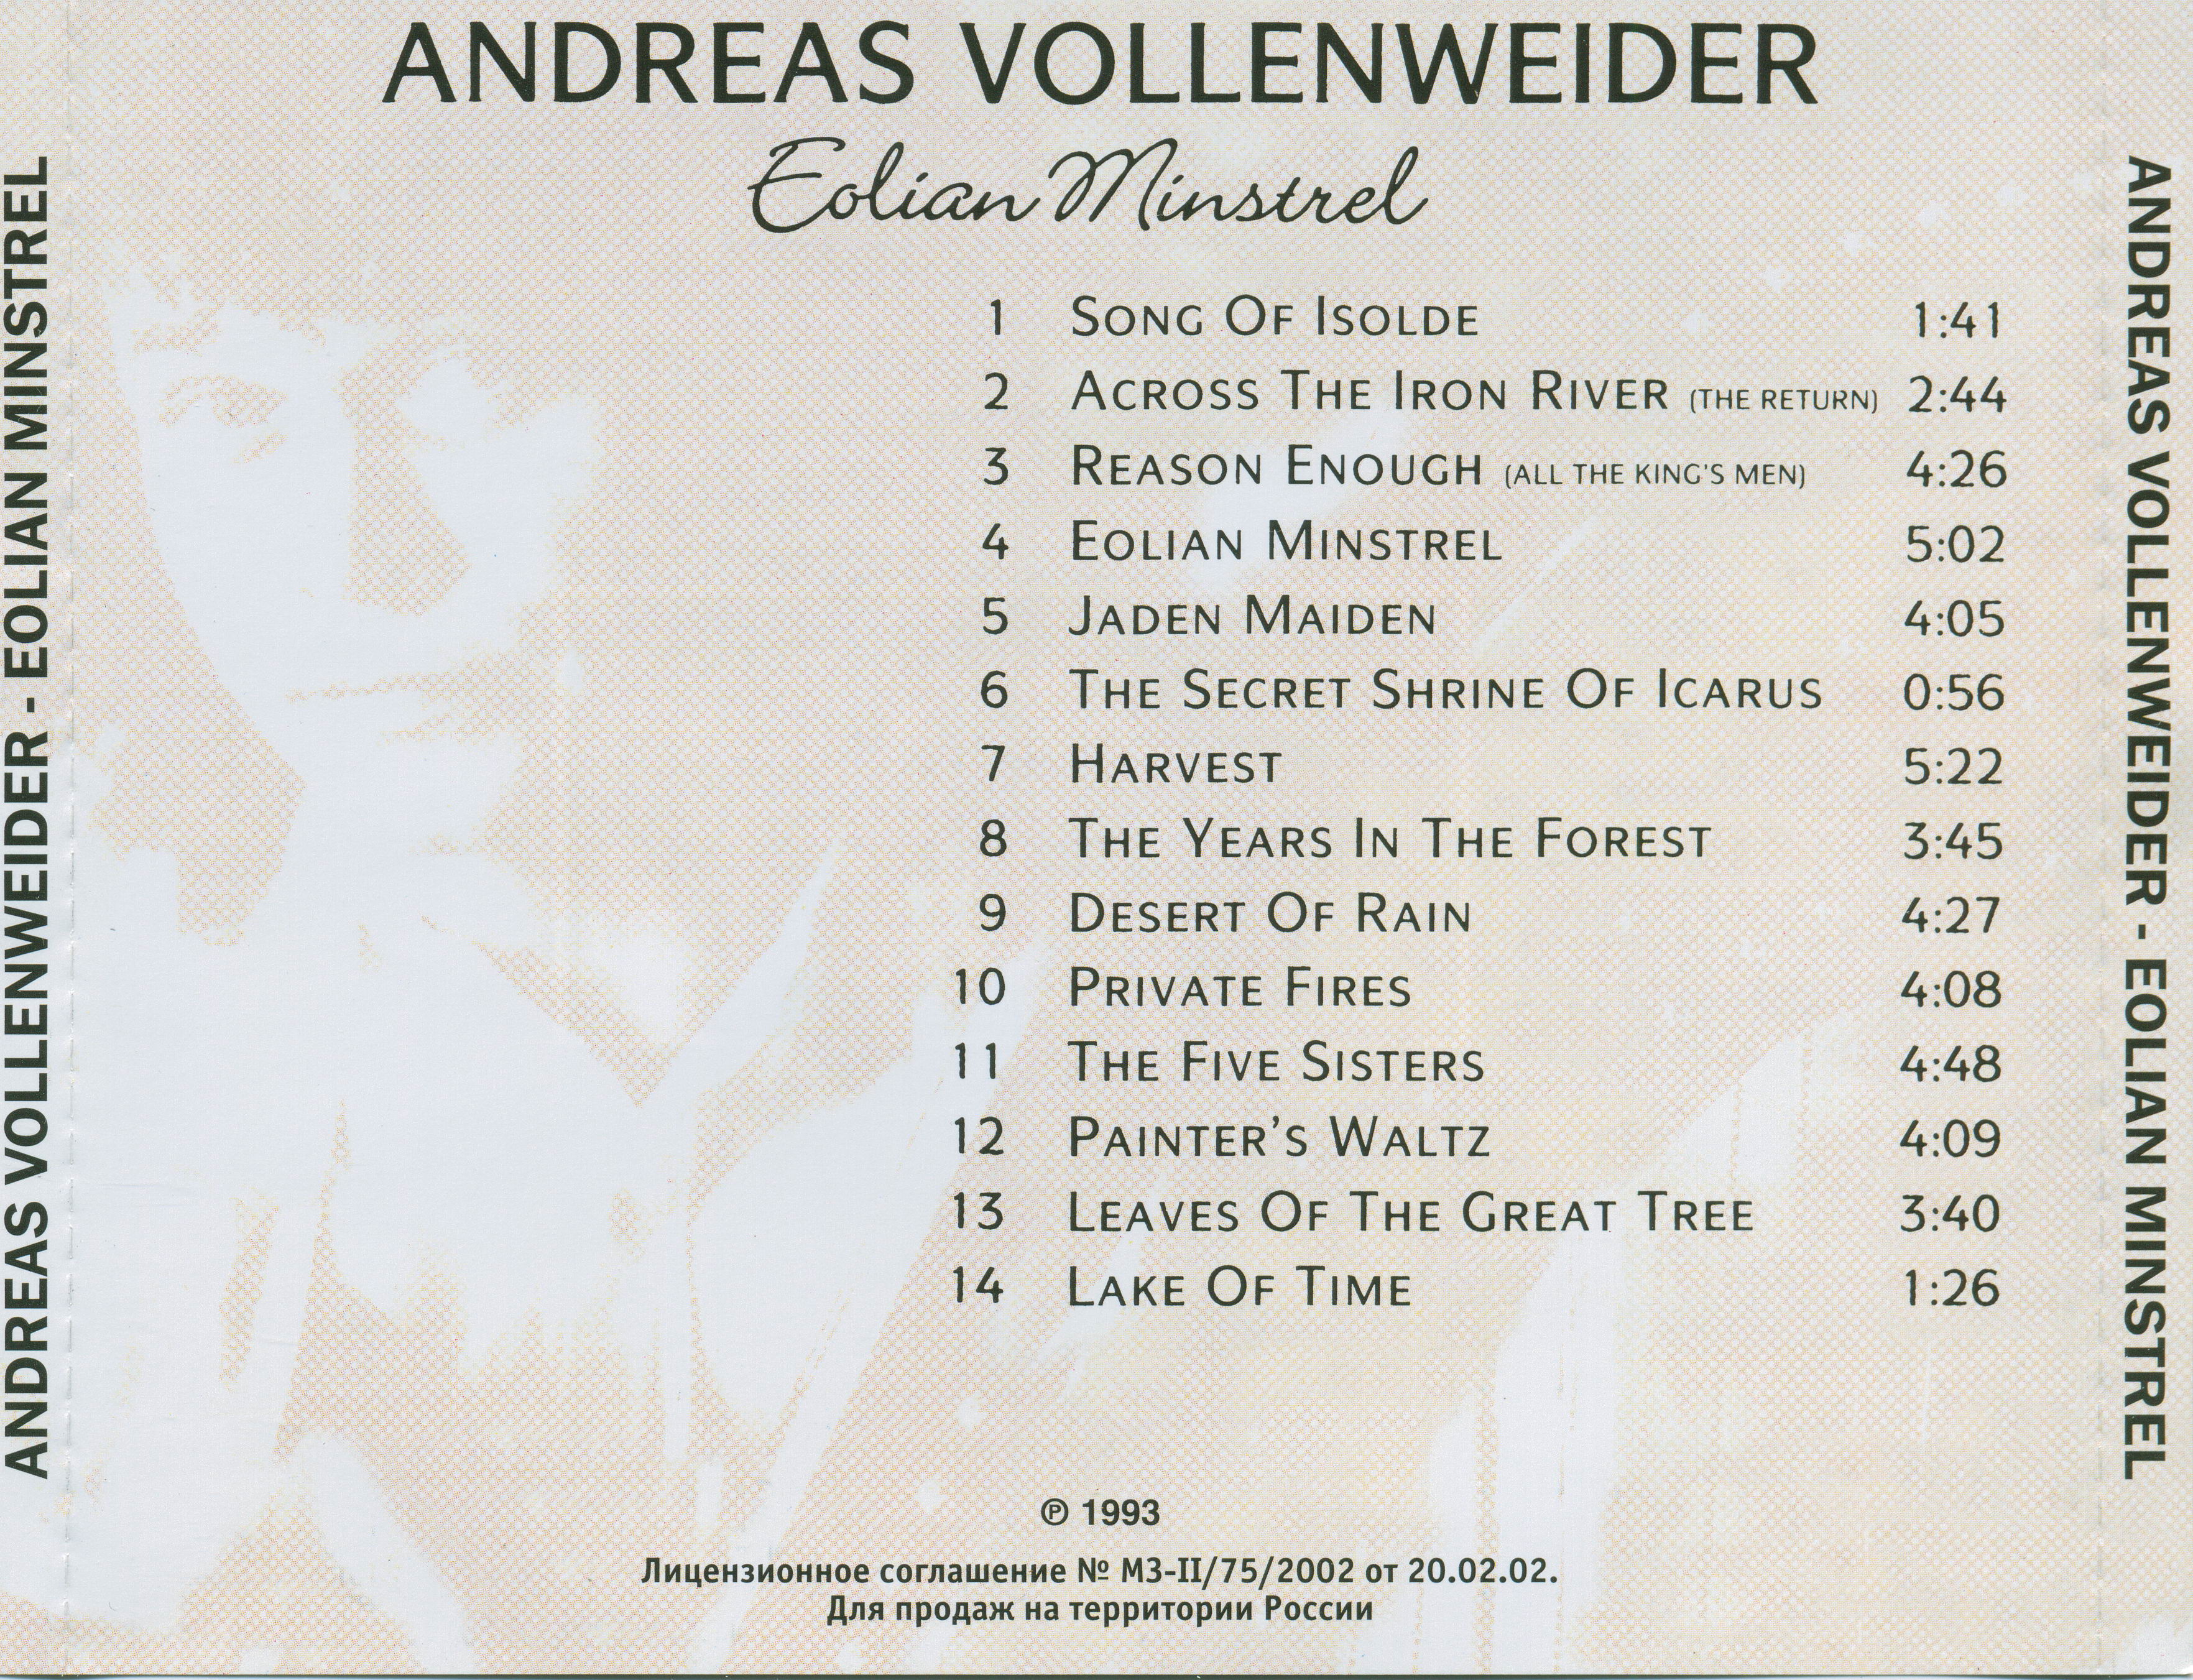 ANDREAS VOLLENWEIDER
Eolian Minstrel
1 SONG OF ISOLDE 1:41
2 ACROSS THE IRON RIVER (THE RETURN) 2:44
3 REASON ENOUGH (ALL THE KING'S MEN) 4:26
4 EOLIAN MINSTREL 5:02
5 JADEN MAIDEN 4:05
6 THE SECRET SHRINE OF ICARUS 0:56
7 HARVEST 5:22
8 THE YEARS IN THE FOREST 3:45
9 DESERT OF RAIN 4:27
10 PRIVATE FIRES 4:08
11 THE FIVE SISTERS 4:48
12 PAINTER'S WALTZ 4:09
13 LEAVES OF THE GREAT TREE 3:40
14 LAKE OF TIME 1:26
℗ 1993
Лицензионное соглашение № МЗ-II/75/2002 от 20.02.02.
Для продаж на территории России
ANDREAS VOLLENWEIDER - EOLIAN MINSTREL
ANDREAS VOLLENWEIDER - EOLIAN MINSTREL